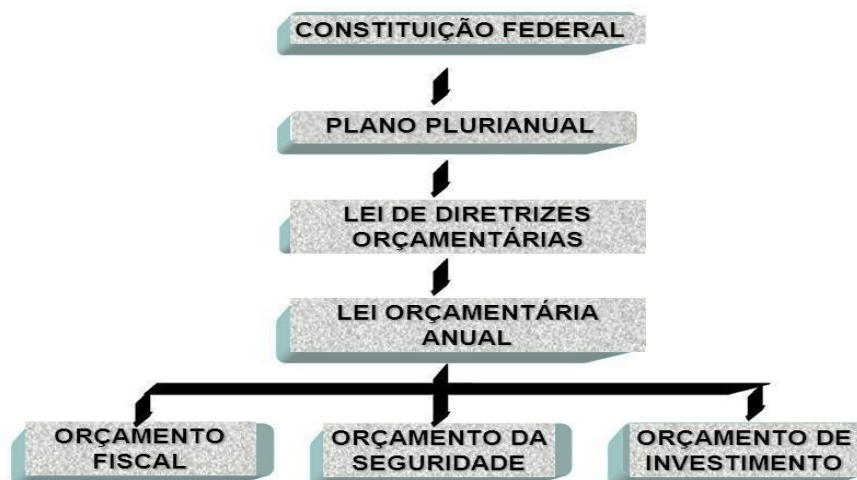 CONSTITUIÇÃO FEDERAL
PLANO PLURIANUAL
LEI DE DIRETRIZES
ORÇAMENTÁRIAS
LEI ORÇAMENTÁRIA
ANUAL
ORÇAMENTO
FISCAL
ORÇAMENTO DA
SEGURIDADE
ORÇAMENTO DE
INVESTIMENTO